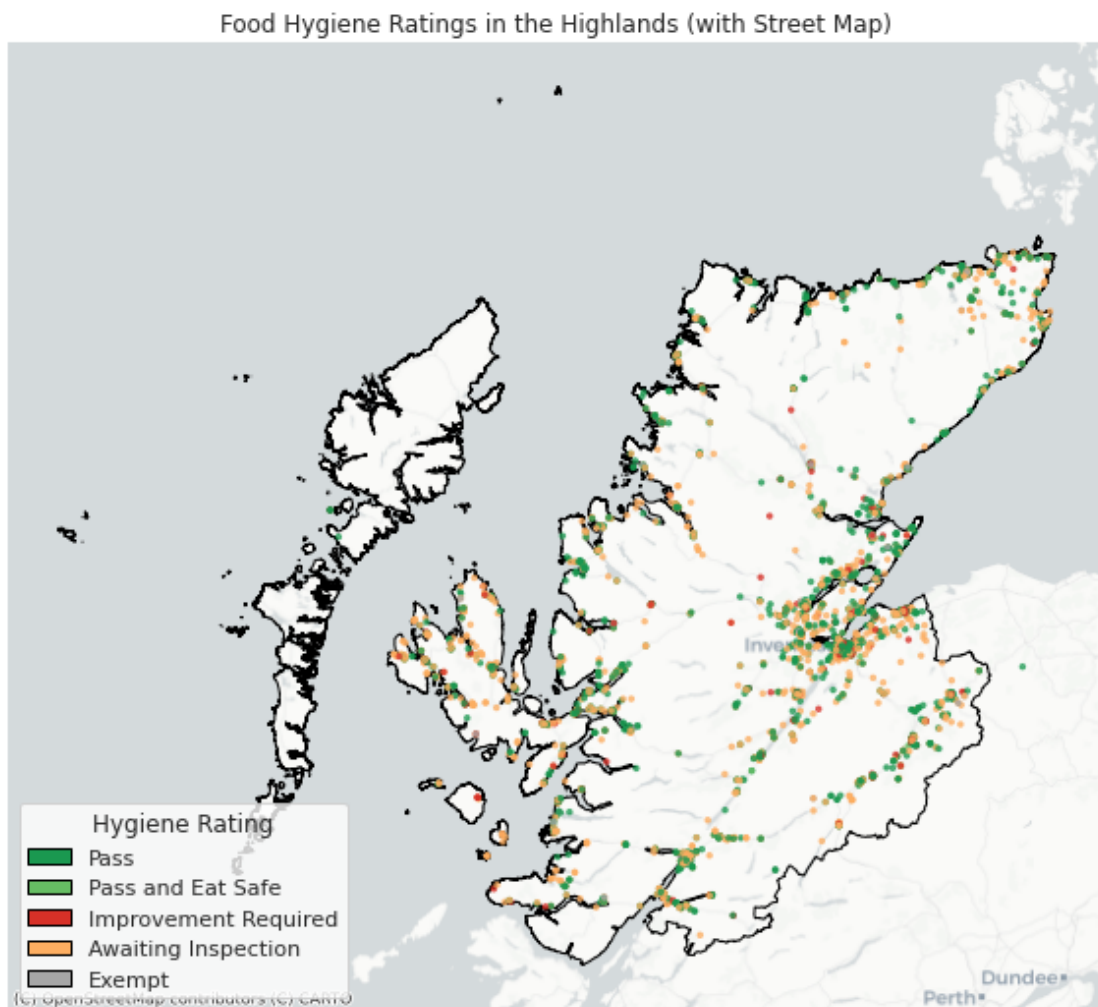 Food Hygiene Ratings in the Highlands (with Street Map)
Hygiene Rating
Pass
Pass and Eat Safe
Improvement Required
Awaiting Inspection
Exempt
(C) OpenStreetMap contributors (C) CARTO
Dundee
Perth